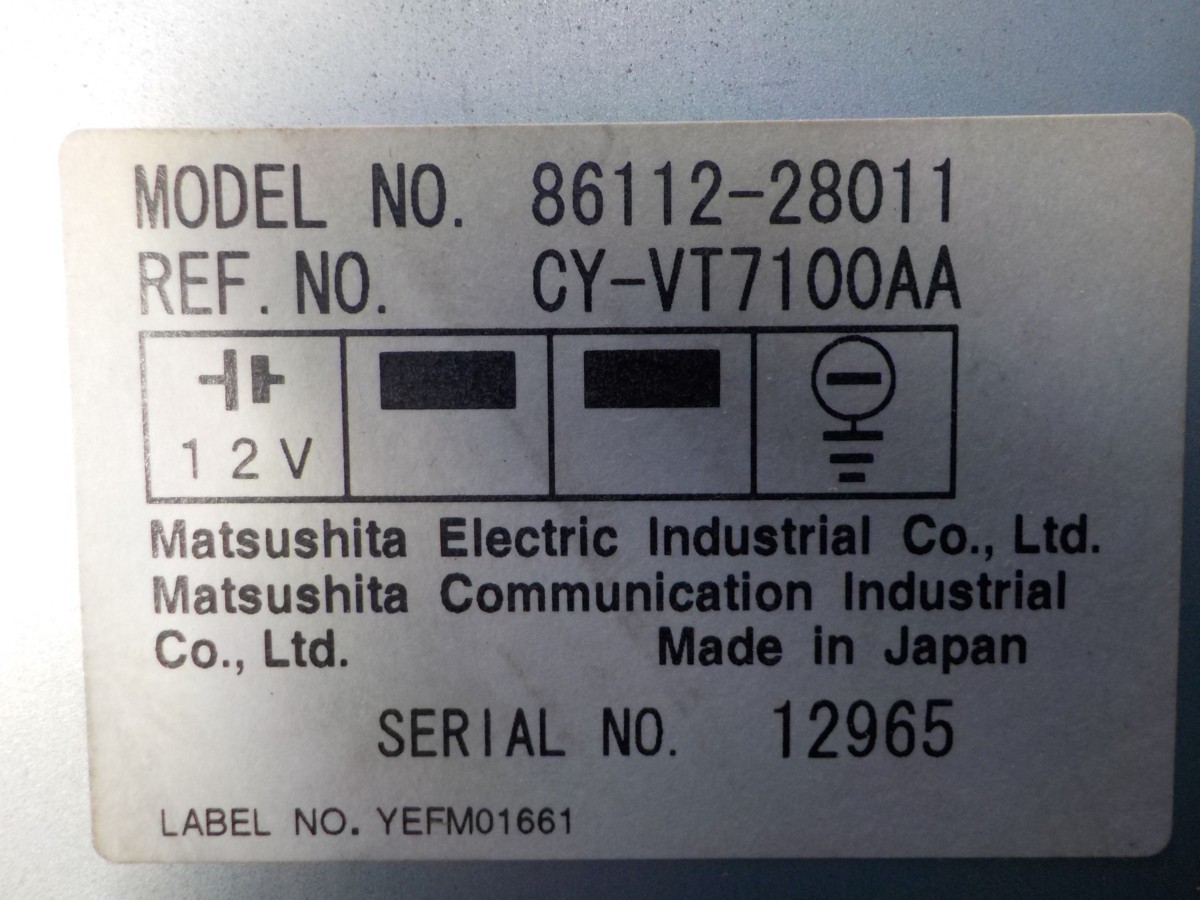 MODEL NO. 86112-28011
REF. NO. CY-VT7100AA
12V
Matsushita Electric Industrial Co., Ltd.
Matsushita Communication Industrial
Co., Ltd. Made in Japan
SERIAL NO. 12965
LABEL NO. YEFM01661